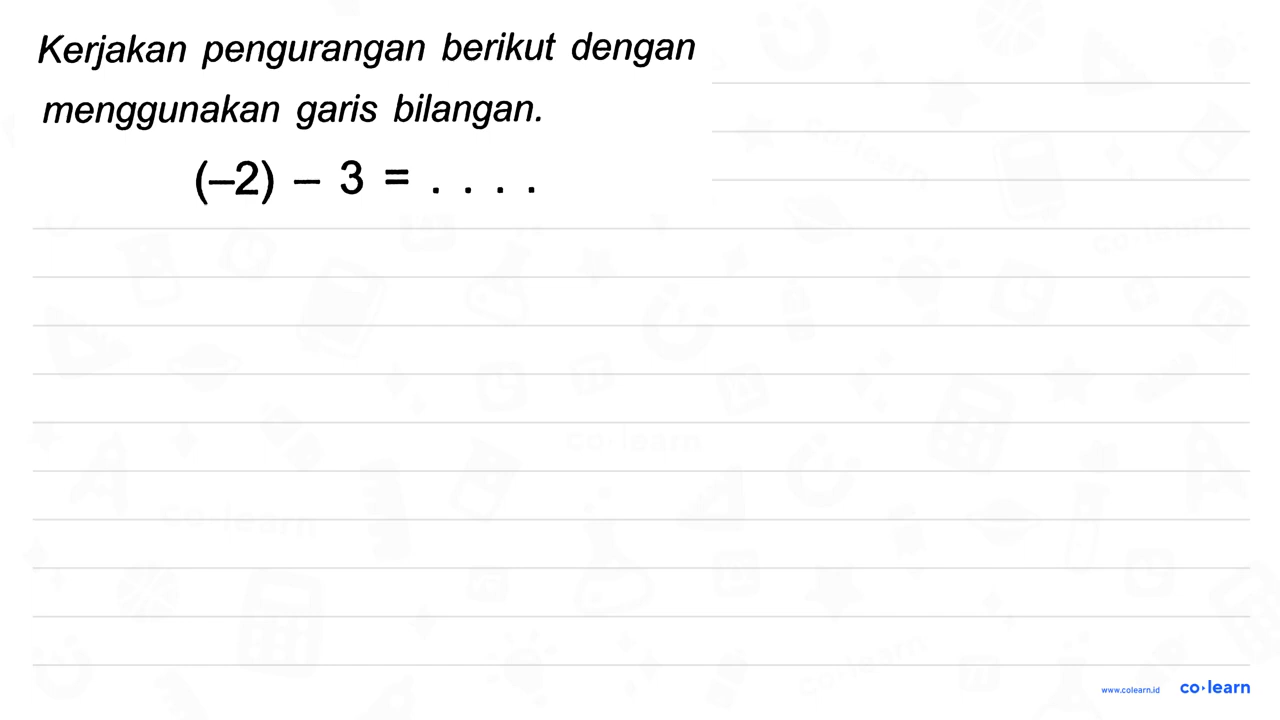 Kerjakan pengurangan berikut dengan
menggunakan garis bilangan.
(–2) – 3 = . . . .
www.colearn.id co·learn